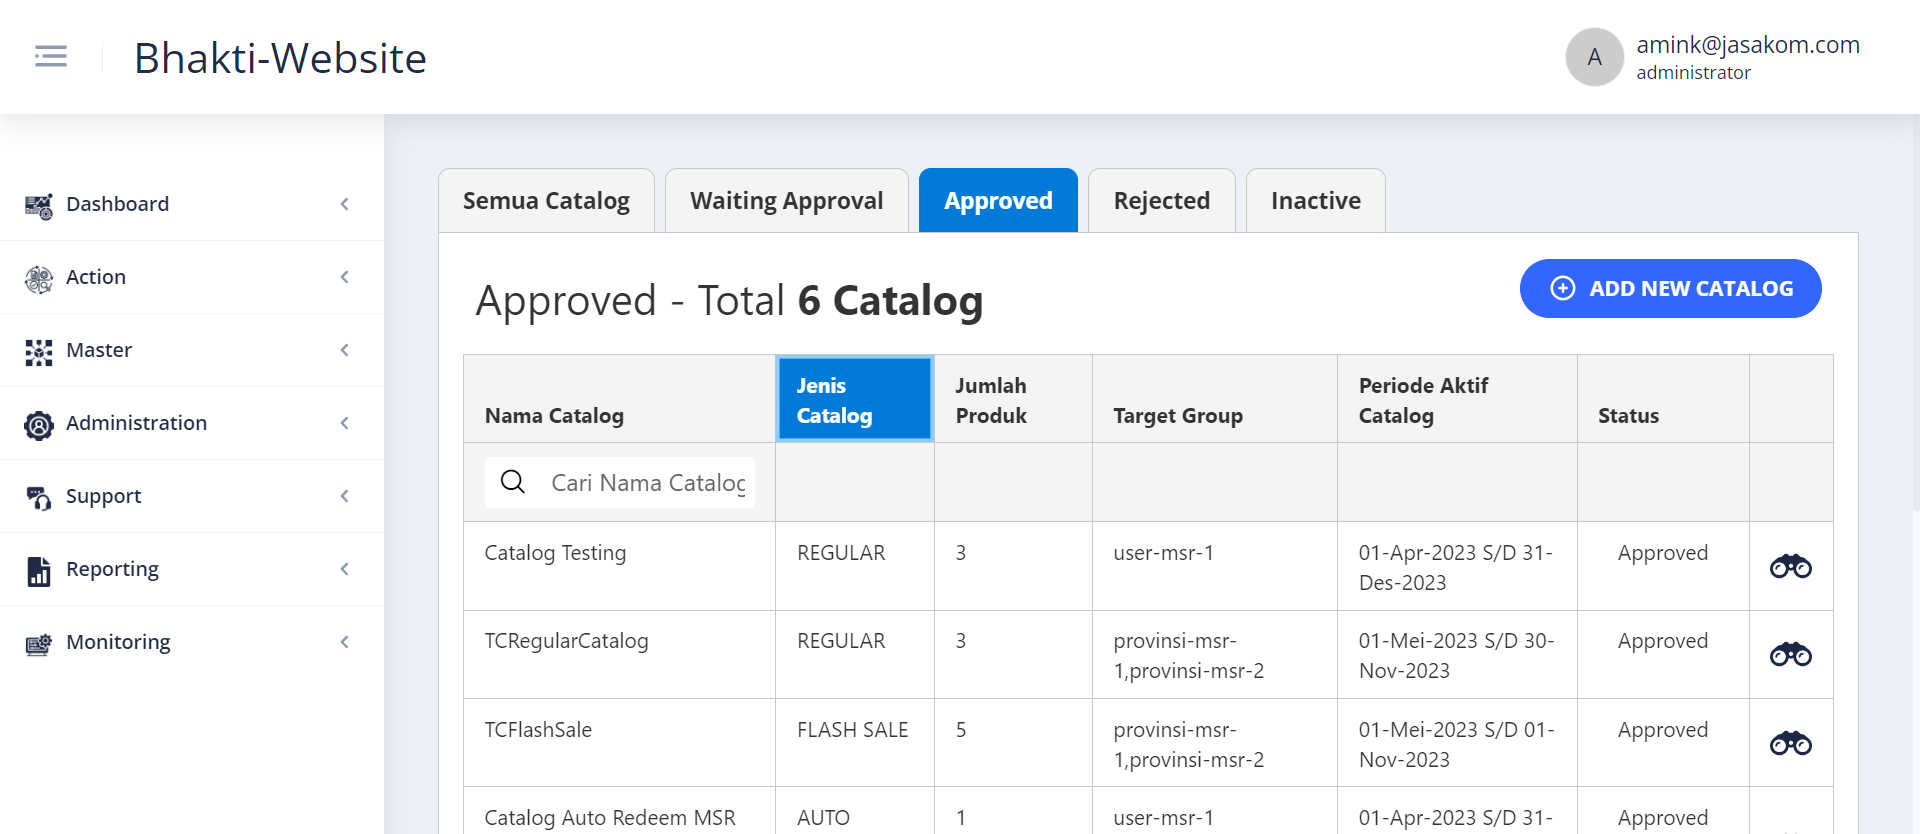 Bhakti-Website
A
amink@jasakom.com
administrator
Dashboard
Action
Master
Administration
Support
Reporting
Monitoring
Semua Catalog
Waiting Approval
Approved
Rejected
Inactive
Approved - Total 6 Catalog
ADD NEW CATALOG
Nama Catalog
Jenis
Catalog
Jumlah
Produk
Target Group
Periode Aktif
Catalog
Status
Cari Nama Catalog
Catalog Testing
REGULAR
3
user-msr-1
01-Apr-2023 S/D 31-
Des-2023
Approved
TCRegularCatalog
REGULAR
3
provinsi-msr-
1,provinsi-msr-2
01-Mei-2023 S/D 30-
Nov-2023
Approved
TCFlashSale
FLASH SALE
5
provinsi-msr-
1,provinsi-msr-2
01-Mei-2023 S/D 01-
Nov-2023
Approved
Catalog Auto Redeem MSR
AUTO
1
user-msr-1
01-Apr-2023 S/D 31-
Approved